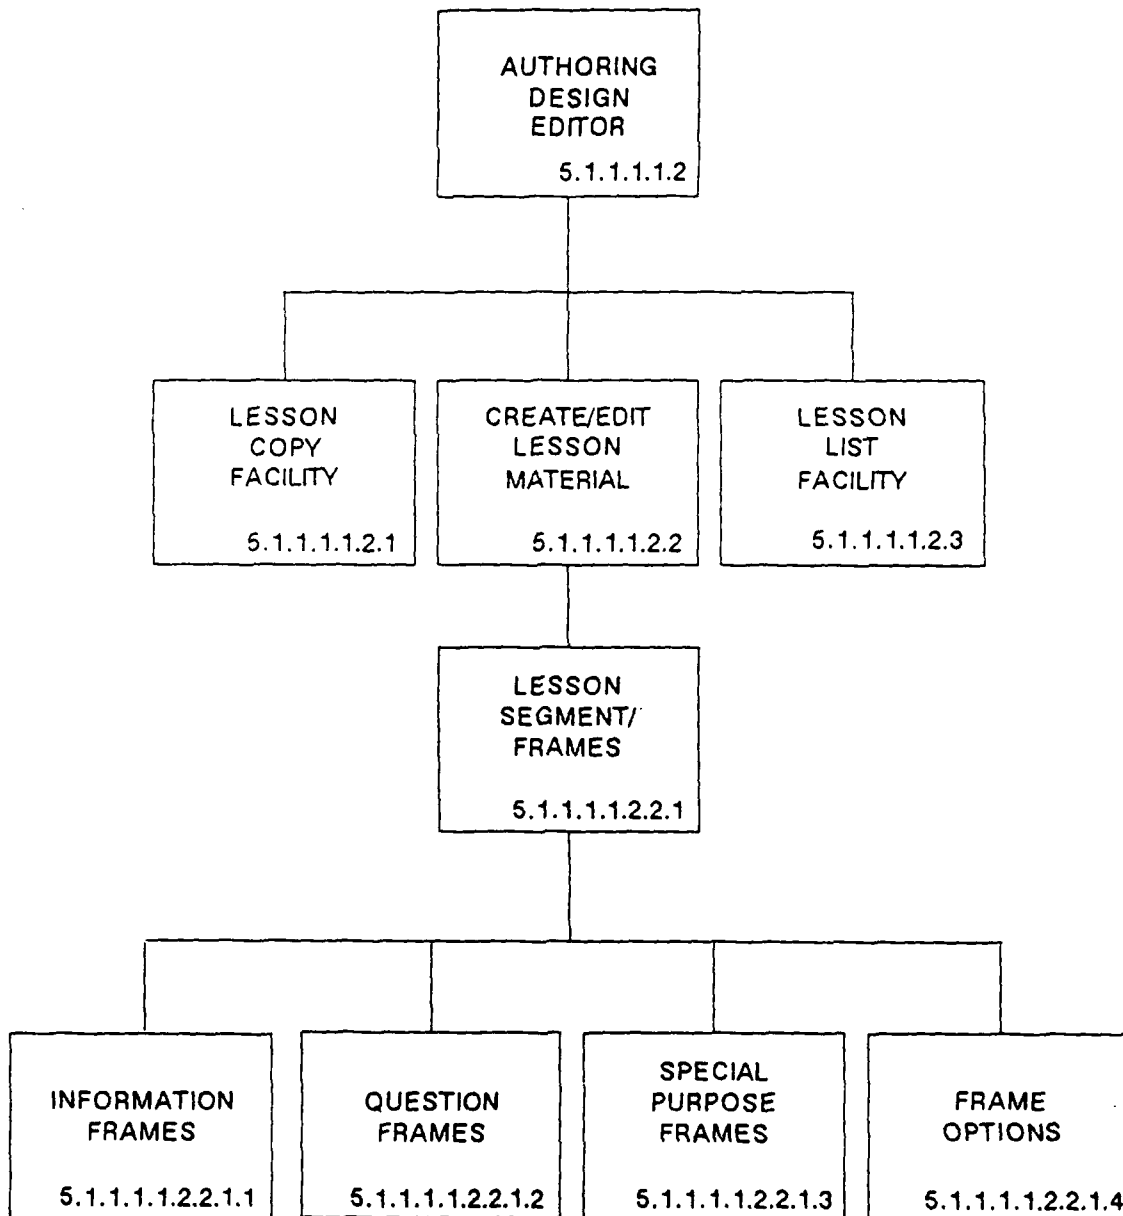 AUTHORING
DESIGN
EDITOR
5.1.1.1.1.2
LESSON
COPY
FACILITY
5.1.1.1.1.2.1
CREATE/EDIT
LESSON
MATERIAL
5.1.1.1.1.2.2
LESSON
LIST
FACILITY
5.1.1.1.1.2.3
LESSON
SEGMENT/
FRAMES
5.1.1.1.1.2.2.1
INFORMATION
FRAMES
5.1.1.1.1.2.2.1.1
QUESTION
FRAMES
5.1.1.1.1.2.2.1.2
SPECIAL
PURPOSE
FRAMES
5.1.1.1.1.2.2.1.3
FRAME
OPTIONS
5.1.1.1.1.2.2.1.4